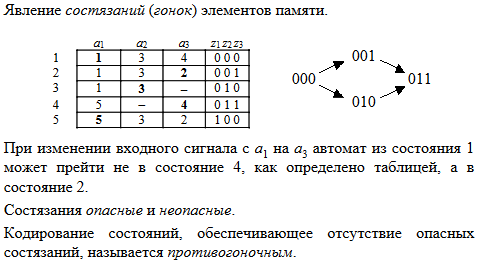 Явление состязаний (гонок) элементов памяти.
a1 a2 a3 z1 z2 z3
1 1 3 4 0 0 0
2 1 3 2 0 0 1
3 1 3 – 0 1 0
4 5 – 4 0 1 1
5 5 3 2 1 0 0
001
000 011
010
При изменении входного сигнала с a1 на a3 автомат из состояния 1
может прейти не в состояние 4, как определено таблицей, а в
состояние 2.
Состязания опасные и неопасные.
Кодирование состояний, обеспечивающее отсутствие опасных
состязаний, называется противогоночным.